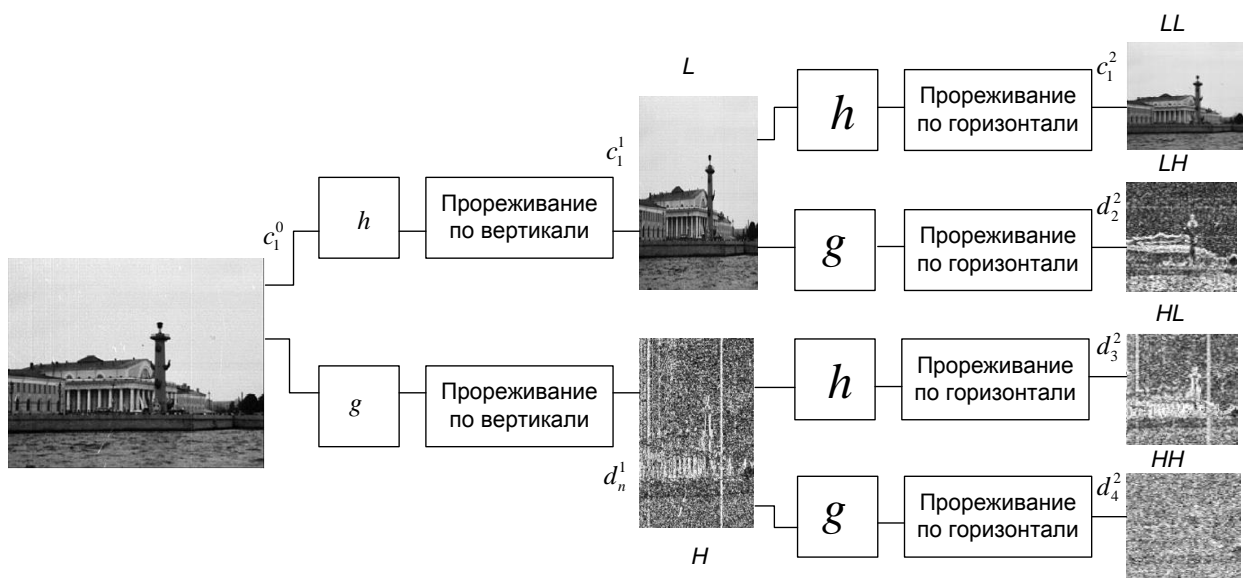 LL
L
c_1^2
h
Прореживание
по горизонтали
c_1^1
LH
h
Прореживание
по вертикали
d_2^2
c_1^0
g
Прореживание
по горизонтали
HL
d_3^2
h
Прореживание
по горизонтали
g
Прореживание
по вертикали
HH
d_n^1
d_4^2
g
Прореживание
по горизонтали
H